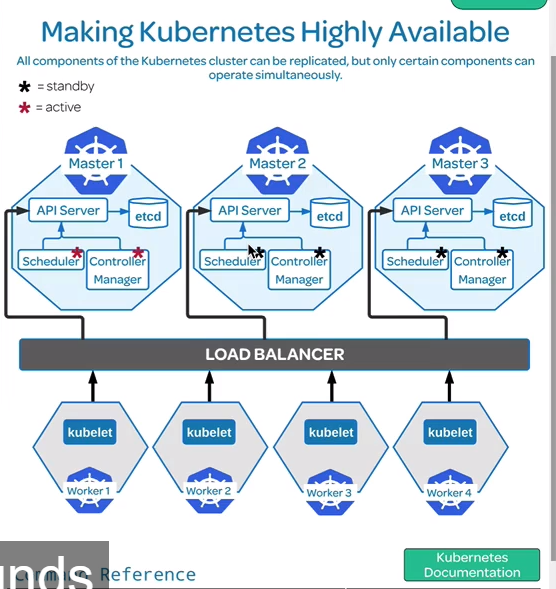 Making Kubernetes Highly Available
All components of the Kubernetes cluster can be replicated, but only certain components can
operate simultaneously.
* = standby
* = active
Master 1
Master 2
Master 3
API Server
etcd
API Server
etcd
API Server
etcd
Scheduler*
Controller*
Manager
Scheduler*
Controller*
Manager
Scheduler*
Controller*
Manager
LOAD BALANCER
kubelet
kubelet
kubelet
kubelet
Worker 1
Worker 2
Worker 3
Worker 4
Kubernetes
Documentation
Reference